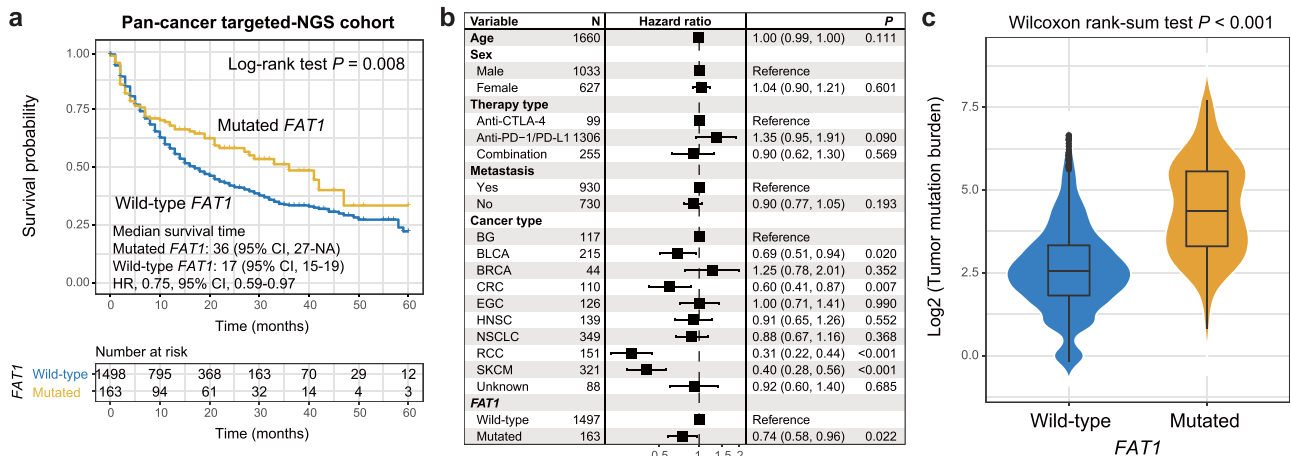 a
Pan-cancer targeted-NGS cohort
Log-rank test P = 0.008
Mutated FAT1
Wild-type FAT1
Median survival time
Mutated FAT1: 36 (95% CI, 27-NA)
Wild-type FAT1: 17 (95% CI, 15-19)
HR, 0.75, 95% CI, 0.59-0.97
Survival probability
1.00
0.75
0.50
0.25
0.00
0 10 20 30 40 50 60
Time (months)
Number at risk
FAT1
Wild-type 1498 795 368 163 70 29 12
Mutated 163 94 61 32 14 4 3
0 10 20 30 40 50 60
Time (months)
b
Variable N Hazard ratio P
Age 1660 1.00 (0.99, 1.00) 0.111
Sex
Male 1033 Reference
Female 627 1.04 (0.90, 1.21) 0.601
Therapy type
Anti-CTLA-4 99 Reference
Anti-PD−1/PD-L1 1306 1.35 (0.95, 1.91) 0.090
Combination 255 0.90 (0.62, 1.30) 0.569
Metastasis
Yes 930 Reference
No 730 0.90 (0.77, 1.05) 0.193
Cancer type
BG 117 Reference
BLCA 215 0.69 (0.51, 0.94) 0.020
BRCA 44 1.25 (0.78, 2.01) 0.352
CRC 110 0.60 (0.41, 0.87) 0.007
EGC 126 1.00 (0.71, 1.41) 0.990
HNSC 139 0.91 (0.65, 1.26) 0.552
NSCLC 349 0.88 (0.67, 1.16) 0.368
RCC 151 0.31 (0.22, 0.44) <0.001
SKCM 321 0.40 (0.28, 0.56) <0.001
Unknown 88 0.92 (0.60, 1.40) 0.685
FAT1
Wild-type 1497 Reference
Mutated 163 0.74 (0.58, 0.96) 0.022
0.5 1 1.5 2
c
Wilcoxon rank-sum test P < 0.001
Log2 (Tumor mutation burden)
7.5
5.0
2.5
0.0
Wild-type Mutated
FAT1